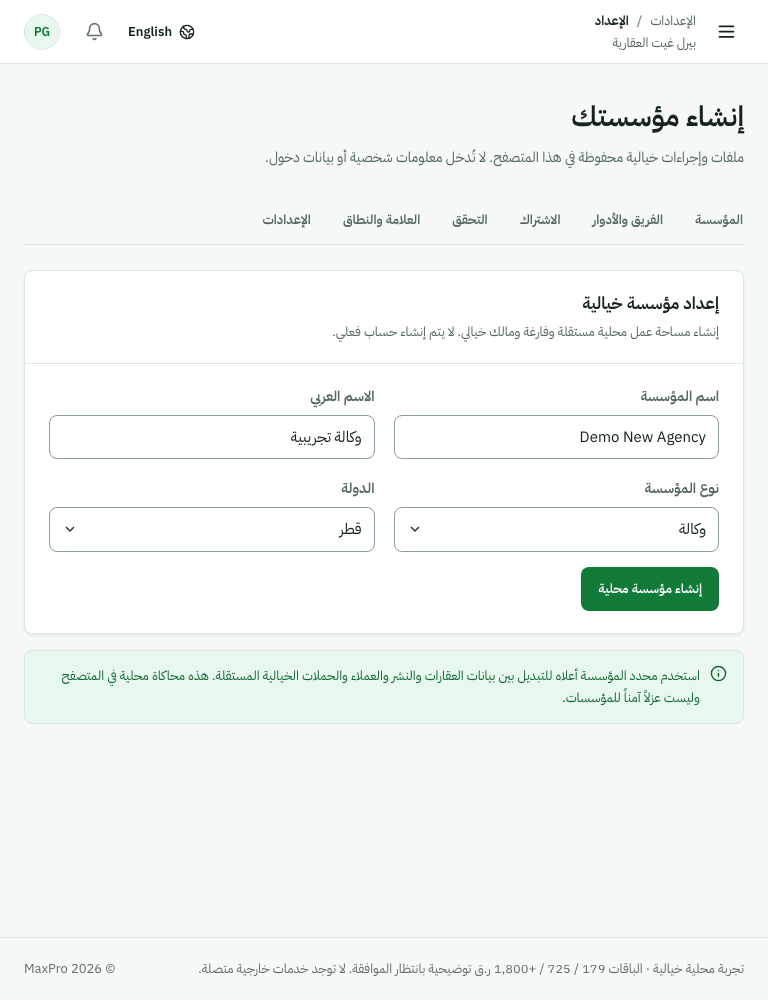 الإعدادات / الإعداد
بيرل غيت العقارية
English
PG
إنشاء مؤسستك
ملفات وإجراءات خيالية محفوظة في هذا المتصفح. لا تُدخل معلومات شخصية أو بيانات دخول.
المؤسسة
الفريق والأدوار
الاشتراك
التحقق
العلامة والنطاق
الإعدادات
إعداد مؤسسة خيالية
إنشاء مساحة عمل محلية مستقلة وفارغة ومالك خيالي. لا يتم إنشاء حساب فعلي.
اسم المؤسسة
Demo New Agency
الاسم العربي
وكالة تجريبية
نوع المؤسسة
وكالة
الدولة
قطر
إنشاء مؤسسة محلية
استخدم محدد المؤسسة أعلاه للتبديل بين بيانات العقارات والنشر والعملاء والحملات الخيالية المستقلة. هذه محاكاة محلية في المتصفح
وليست عزلاً آمناً للمؤسسات.
تجربة محلية خيالية · الباقات 179 / 725 / +1,800 ر.ق توضيحية بانتظار الموافقة. لا توجد خدمات خارجية متصلة.
© 2026 MaxPro